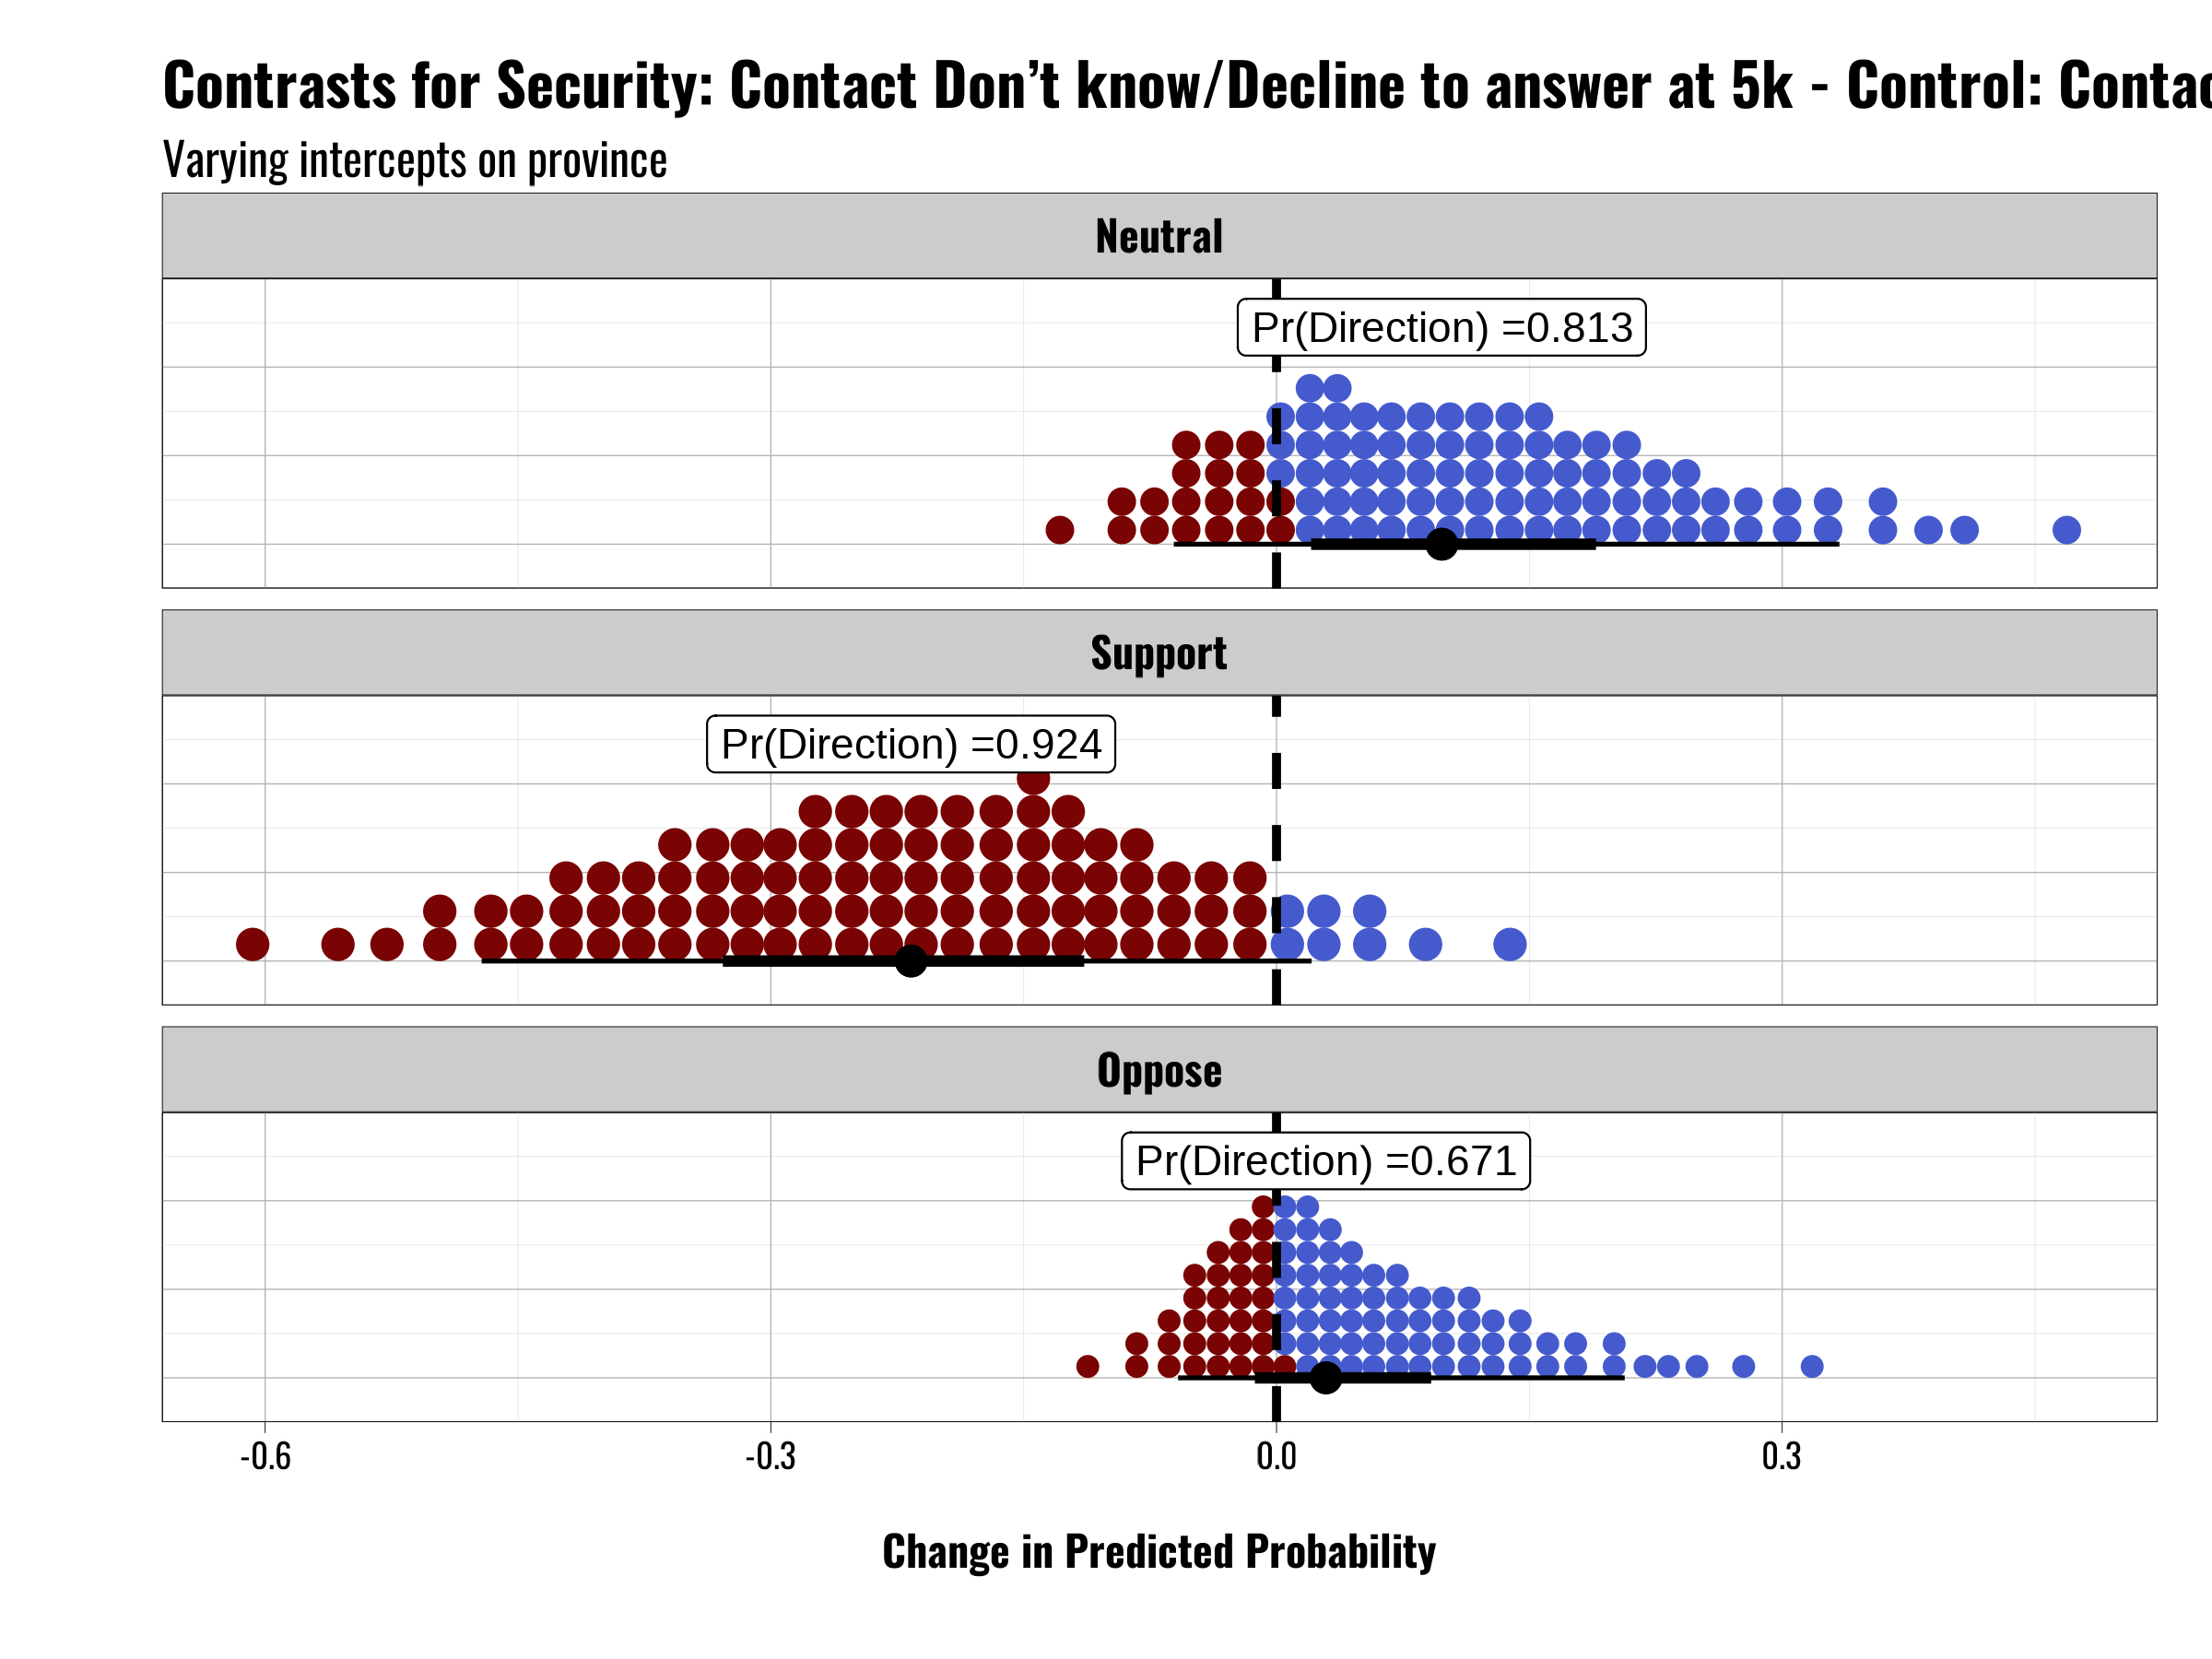 Contrasts for Security: Contact Don’t know/Decline to answer at 5k - Control: Contac
Varying intercepts on province
Neutral
Pr(Direction) =0.813
Support
Pr(Direction) =0.924
Oppose
Pr(Direction) =0.671
-0.6 -0.3 0.0 0.3
Change in Predicted Probability